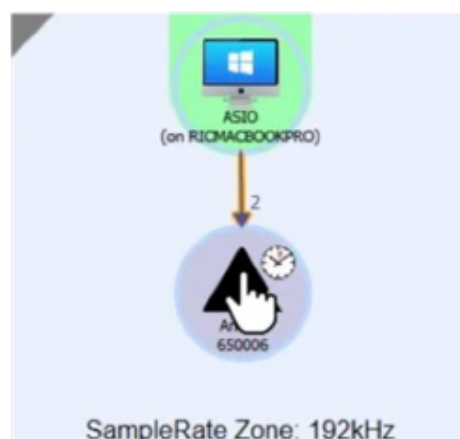 ASIO
(on RICMACBOOKPRO)
2
650006
SampleRate Zone: 192kHz